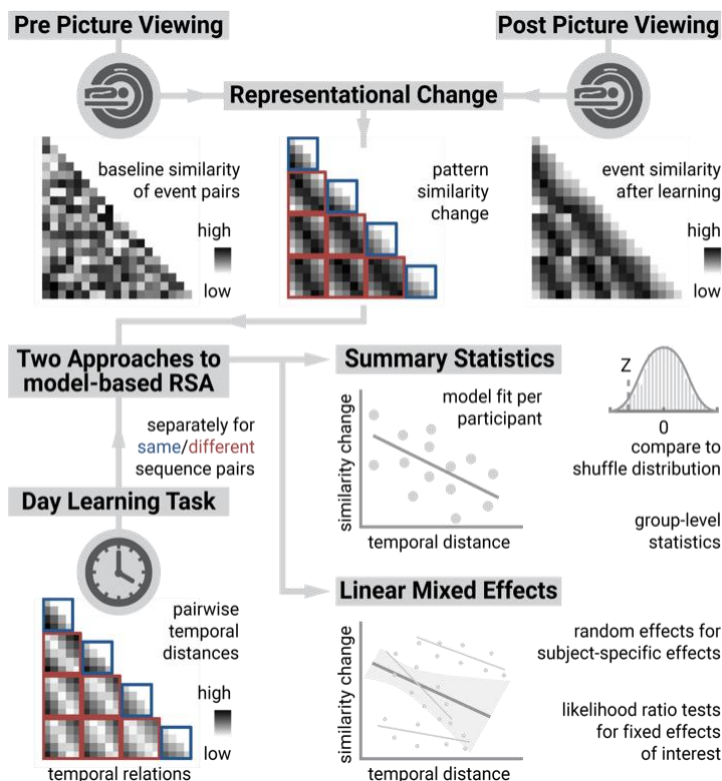 Pre Picture Viewing
Post Picture Viewing
Representational Change
baseline similarity
of event pairs
high
low
pattern
similarity
change
event similarity
after learning
high
low
Two Approaches to
model-based RSA
separately for
same/different
sequence pairs
Day Learning Task
pairwise
temporal
distances
high
low
temporal relations
Summary Statistics
model fit per
participant
similarity change
temporal distance
Z
0
compare to
shuffle distribution
group-level
statistics
Linear Mixed Effects
similarity change
temporal distance
random effects for
subject-specific effects
likelihood ratio tests
for fixed effects
of interest